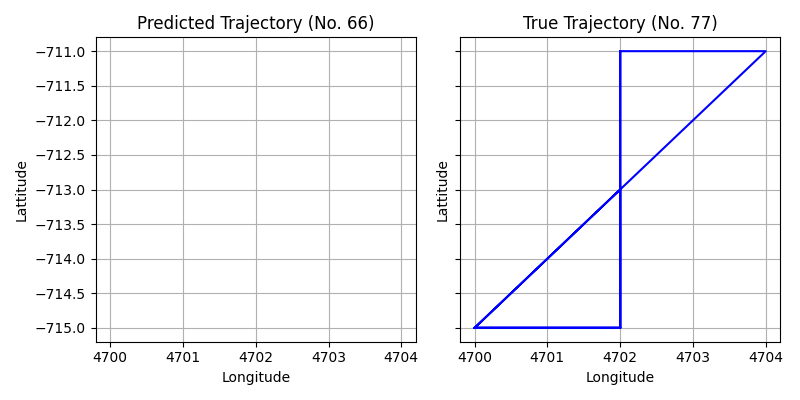 Predicted Trajectory (No. 66)
True Trajectory (No. 77)
−711.0
−711.5
−712.0
−712.5
−713.0
−713.5
−714.0
−714.5
−715.0
Lattitude
Lattitude
4700 4701 4702 4703 4704
4700 4701 4702 4703 4704
Longitude
Longitude